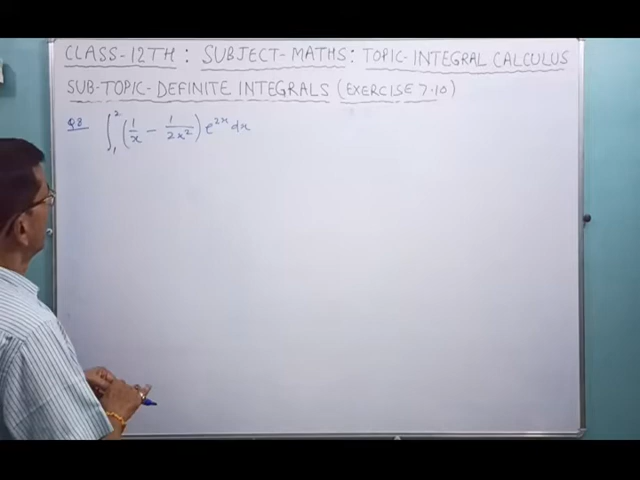 CLASS-12TH : SUBJECT-MATHS: TOPIC-INTEGRAL CALCULUS
SUB-TOPIC-DEFINITE INTEGRALS (EXERCISE 7.10)
Q8 ∫₁² (1/x − 1/2x²) e^2x dx